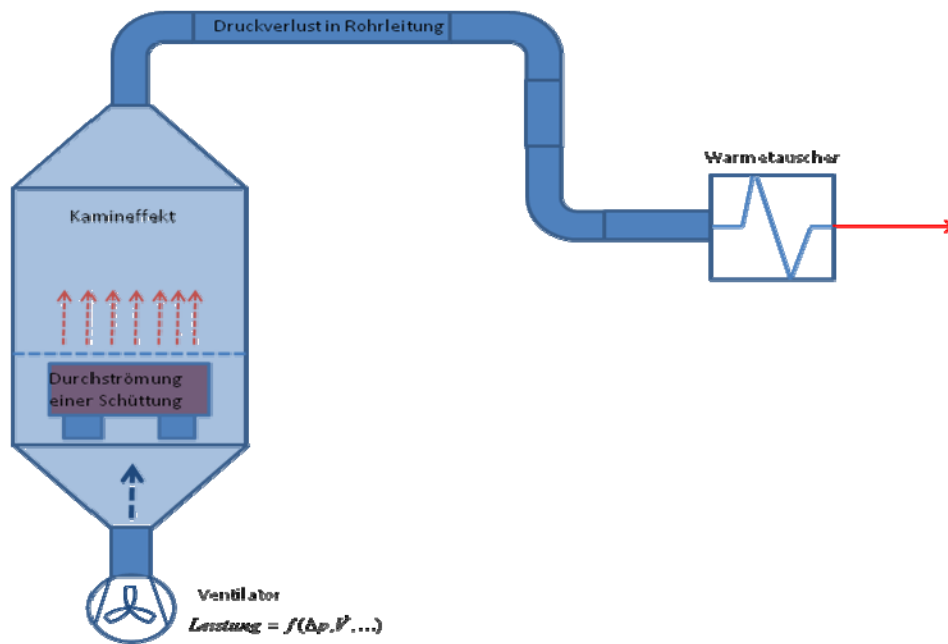 Druckverlust in Rohrleitung
Warmetauscher
Kamineffekt
Durchströmung
einer Schüttung
Ventilator
Leistung = f(Δp, V̇, ...)